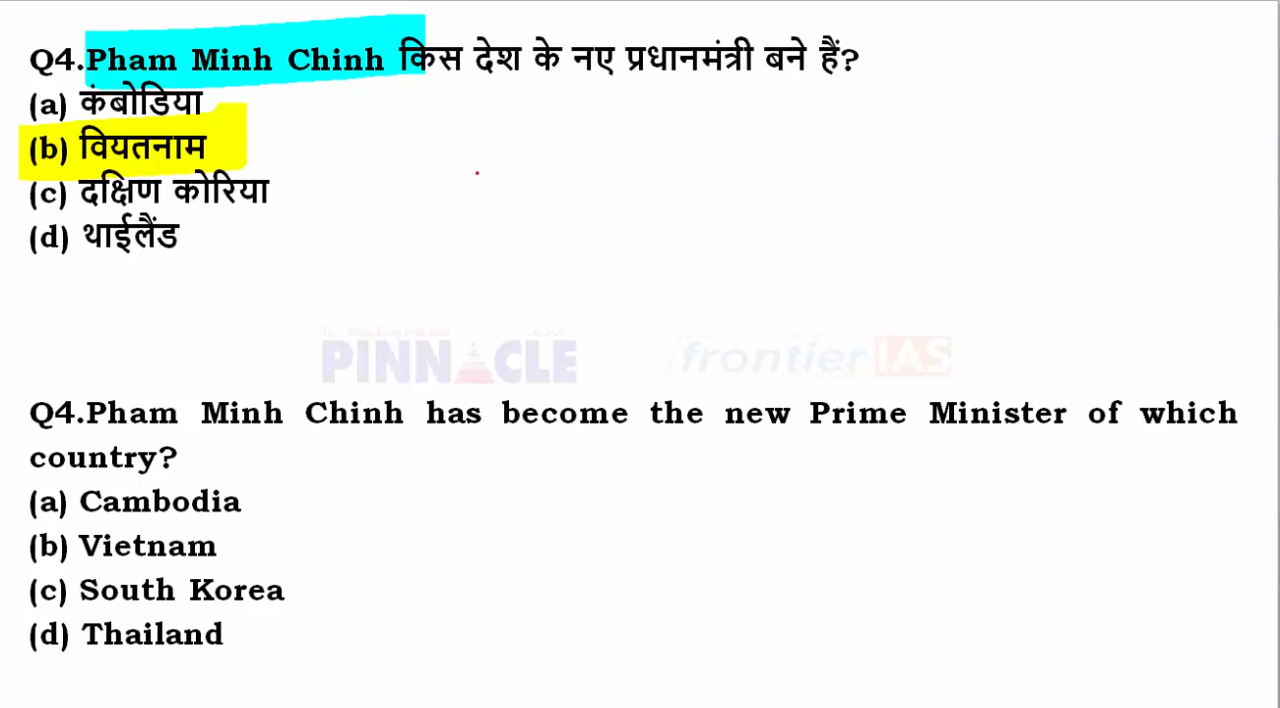 Q4.Pham Minh Chinh किस देश के नए प्रधानमंत्री बने हैं?
(a) कंबोडिया
(b) वियतनाम
(c) दक्षिण कोरिया
(d) थाईलैंड
PINNACLE frontier IAS
Q4.Pham Minh Chinh has become the new Prime Minister of which
country?
(a) Cambodia
(b) Vietnam
(c) South Korea
(d) Thailand